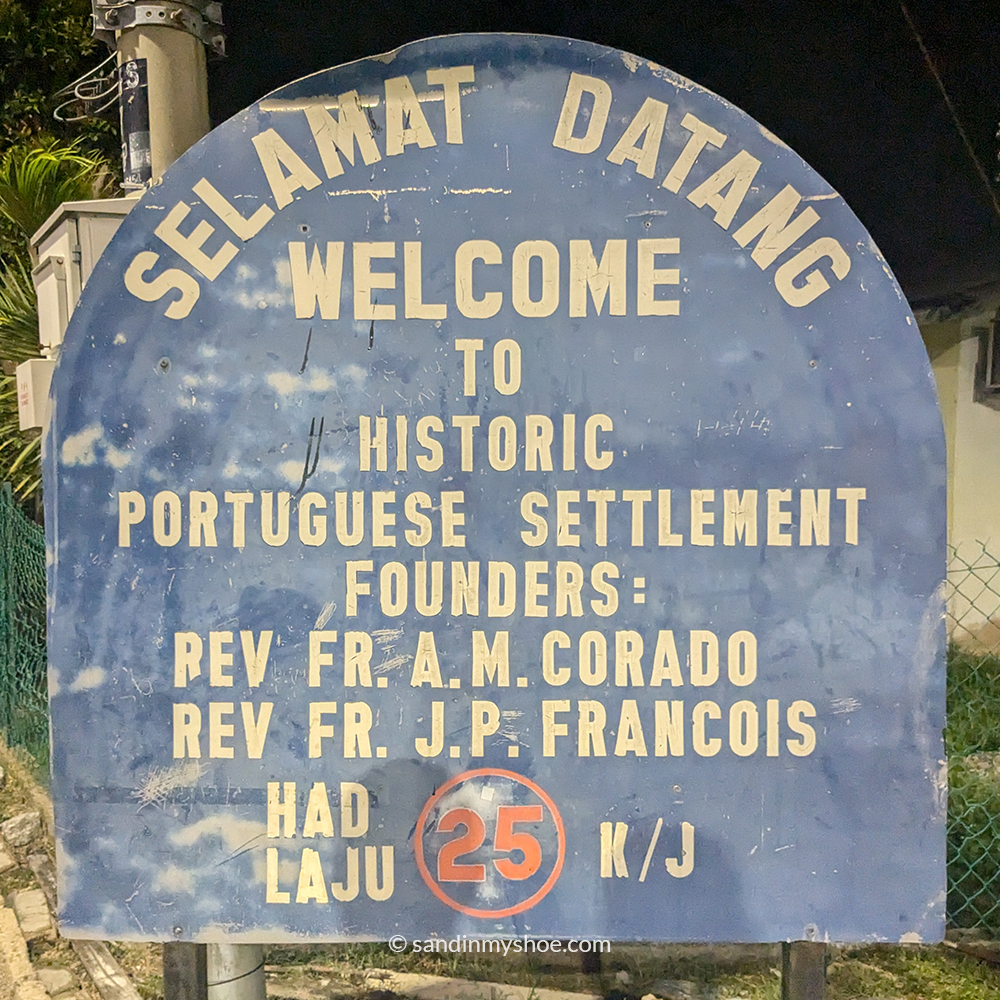 SELAMAT DATANG
WELCOME
TO
HISTORIC
PORTUGUESE SETTLEMENT
FOUNDERS:
REV FR. A.M. CORADO
REV FR. J.P. FRANCOIS
HAD
LAJU
25
K/J
© sandinmyshoe.com